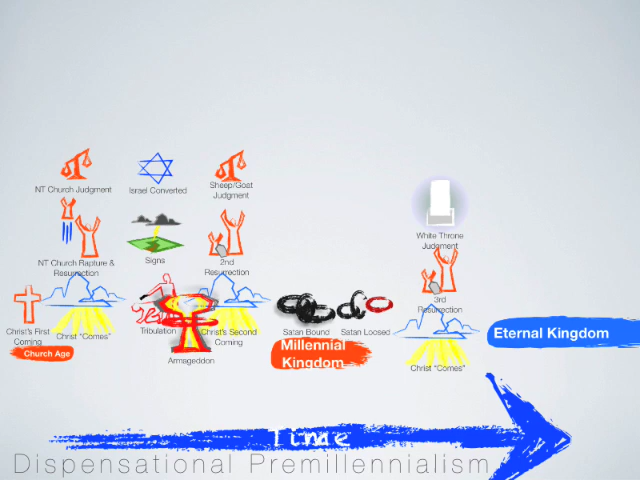 NT Church Judgment
Israel Converted
Sheep/Goat
Judgment
White Throne
Judgment
NT Church Rapture &
Resurrection
Signs
2nd
Resurrection
3rd
Resurrection
Christ's First
Coming
Christ "Comes"
Tribulation
Christ's Second
Coming
Satan Bound
Satan Loosed
Eternal Kingdom
Church Age
Armageddon
Millennial
Kingdom
Christ "Comes"
Time
Dispensational Premillennialism